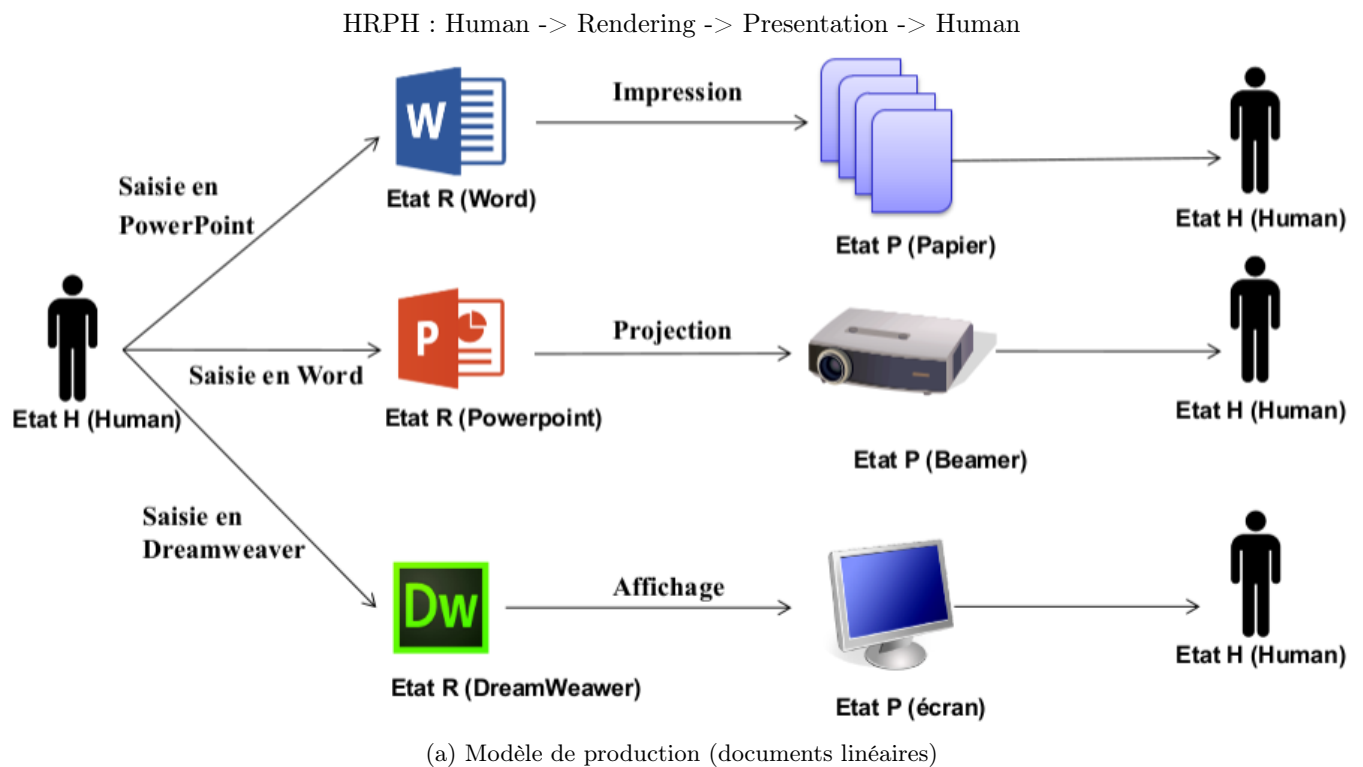 HRPH : Human -> Rendering -> Presentation -> Human
W
Impression
Saisie en
PowerPoint
Etat R (Word)
Etat P (Papier)
Etat H (Human)
P
Projection
Saisie en Word
Etat H (Human)
Etat R (Powerpoint)
Etat P (Beamer)
Etat H (Human)
Saisie en
Dreamweaver
Dw
Affichage
Etat R (DreamWeawer)
Etat P (écran)
Etat H (Human)
(a) Modèle de production (documents linéaires)